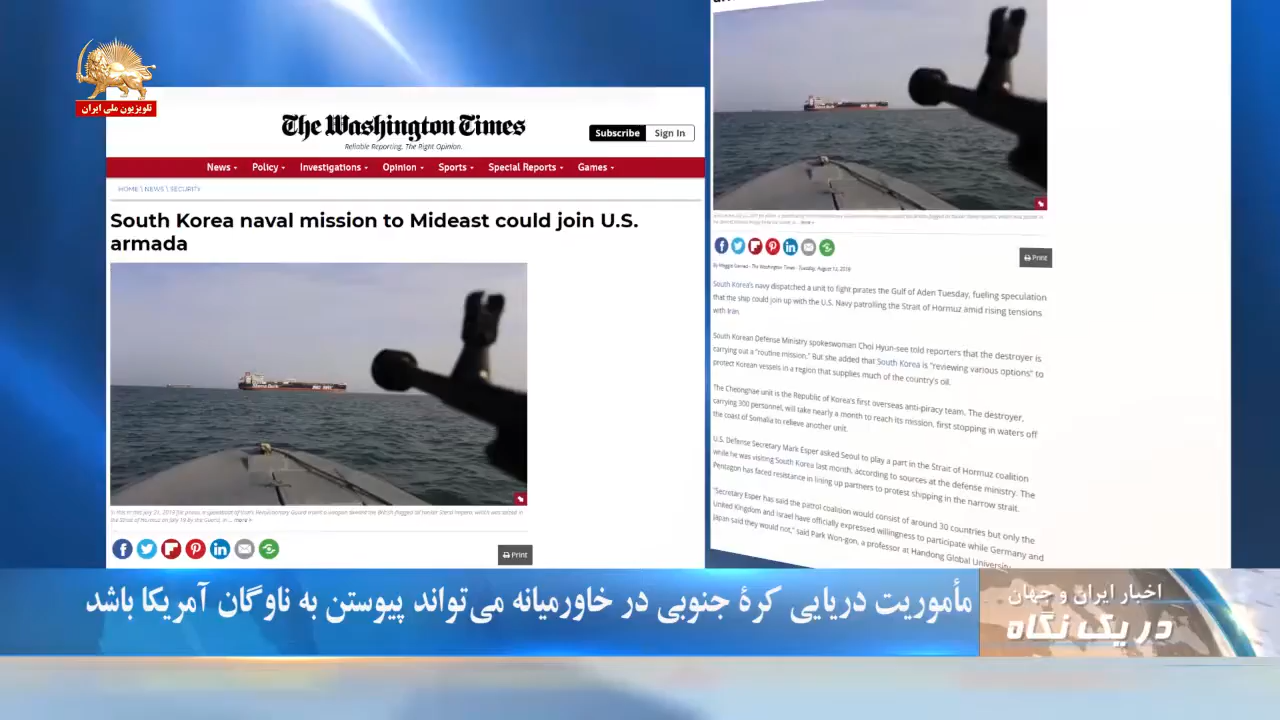 تلویزیون ملی ایران
The Washington Times
Reliable Reporting. The Right Opinion.
Subscribe
Sign In
News
Policy
Investigations
Opinion
Sports
Special Reports
Games
HOME \ NEWS \ SECURITY
South Korea naval mission to Mideast could join U.S.
armada
Print
Print
By Maggie Garred - The Washington Times - Tuesday, August 13, 2019
South Korea's navy dispatched a unit to fight pirates the Gulf of Aden Tuesday, fueling speculation
that the ship could join up with the U.S. Navy patrolling the Strait of Hormuz amid rising tensions
with Iran.
South Korean Defense Ministry spokeswoman Choi Hyun-see told reporters that the destroyer is
carrying out a "routine mission." But she added that South Korea is "reviewing various options" to
protect Korean vessels in a region that supplies much of the country's oil.
The Cheonghae unit is the Republic of Korea's first overseas anti-piracy team. The destroyer,
carrying 300 personnel, will take nearly a month to reach its mission, first stopping in waters off
the coast of Somalia to relieve another unit.
U.S. Defense Secretary Mark Esper asked Seoul to play a part in the Strait of Hormuz coalition
while he was visiting South Korea last month, according to sources at the defense ministry. The
Pentagon has faced resistance in lining up partners to protest shipping in the narrow strait.
"Secretary Esper has said the patrol coalition would consist of around 30 countries but only the
United Kingdom and Israel have officially expressed willingness to participate while Germany and
Japan said they would not," said Park Won-gon, a professor at Handong Global University.
مأموریت دریایی کرهٔ جنوبی در خاورمیانه می‌تواند پیوستن به ناوگان آمریکا باشد
اخبار ایران و جهان
در یک نگاه